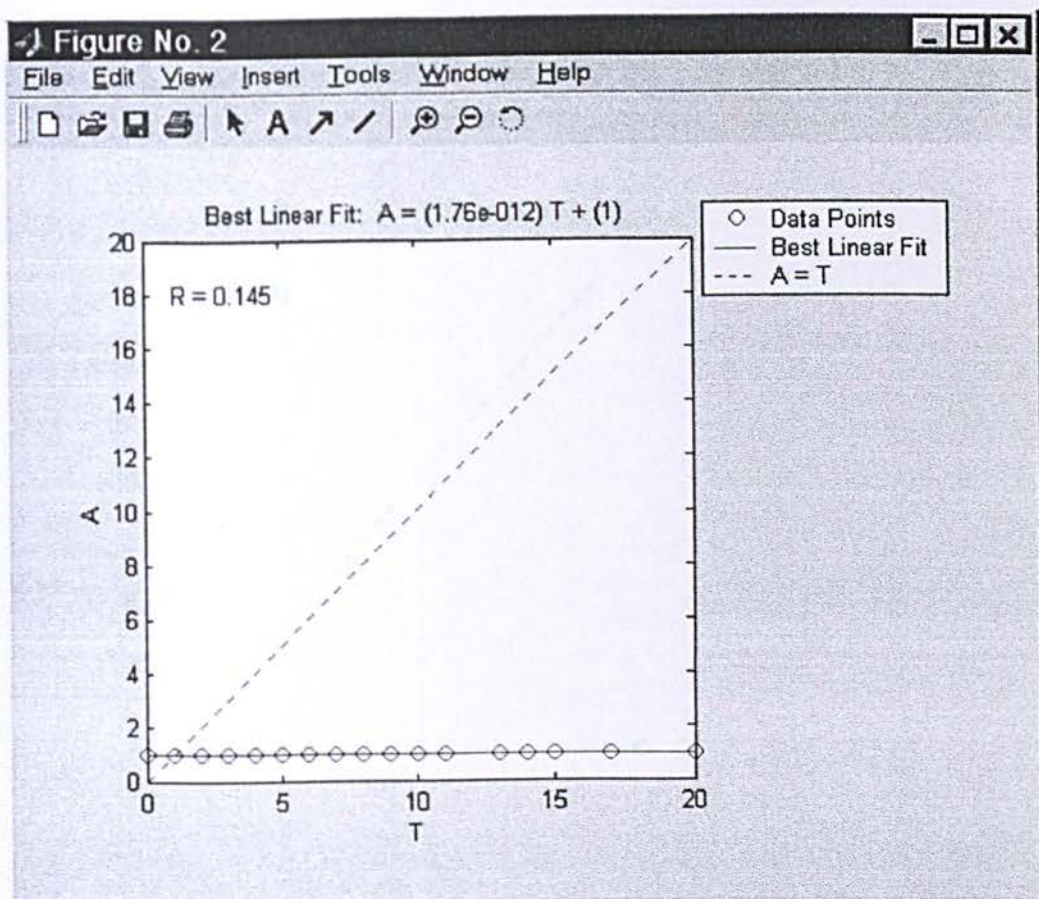 Figure No. 2
File Edit View Insert Tools Window Help
A
Best Linear Fit: A = (1.76e-012) T + (1)
Data Points
Best Linear Fit
A = T
R = 0.145
20
18
16
14
12
10
8
6
4
2
0
A
0 5 10 15 20
T